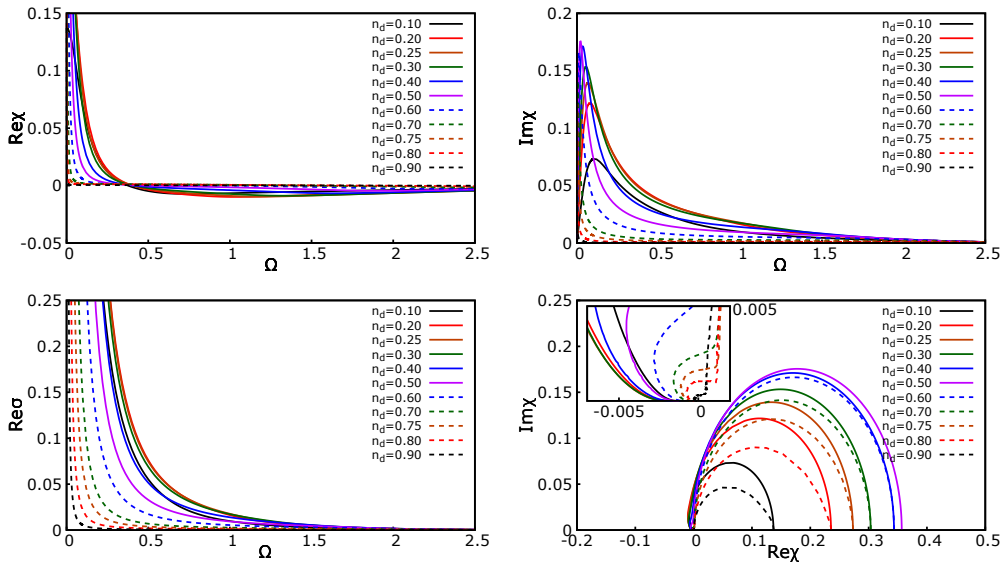 0.15
0.1
0.05
0
-0.05
Reχ
0
0.5
1
1.5
2
2.5
Ω
n_d=0.10
n_d=0.20
n_d=0.25
n_d=0.30
n_d=0.40
n_d=0.50
n_d=0.60
n_d=0.70
n_d=0.75
n_d=0.80
n_d=0.90
0.2
0.15
0.1
0.05
0
Imχ
0
0.5
1
1.5
2
2.5
Ω
n_d=0.10
n_d=0.20
n_d=0.25
n_d=0.30
n_d=0.40
n_d=0.50
n_d=0.60
n_d=0.70
n_d=0.75
n_d=0.80
n_d=0.90
0.25
0.2
0.15
0.1
0.05
0
Reσ
0
0.5
1
1.5
2
2.5
Ω
n_d=0.10
n_d=0.20
n_d=0.25
n_d=0.30
n_d=0.40
n_d=0.50
n_d=0.60
n_d=0.70
n_d=0.75
n_d=0.80
n_d=0.90
0.25
0.2
0.15
0.1
0.05
0
Imχ
-0.2
-0.1
0
0.1
0.2
0.3
0.4
0.5
Reχ
0.005
-0.005
0
n_d=0.10
n_d=0.20
n_d=0.25
n_d=0.30
n_d=0.40
n_d=0.50
n_d=0.60
n_d=0.70
n_d=0.75
n_d=0.80
n_d=0.90